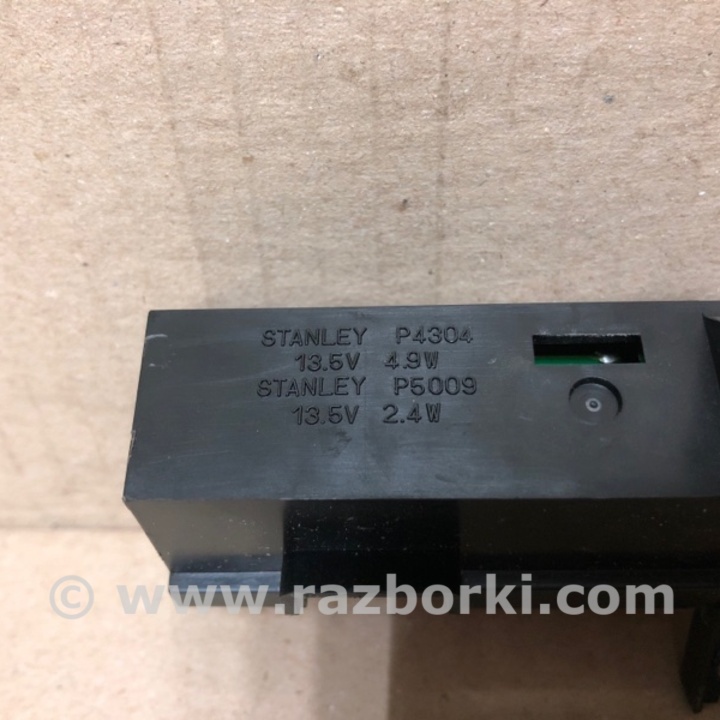 STANLEY P4304
13.5V 4.9W
STANLEY P5009
13.5V 2.4W
© www.razborki.com